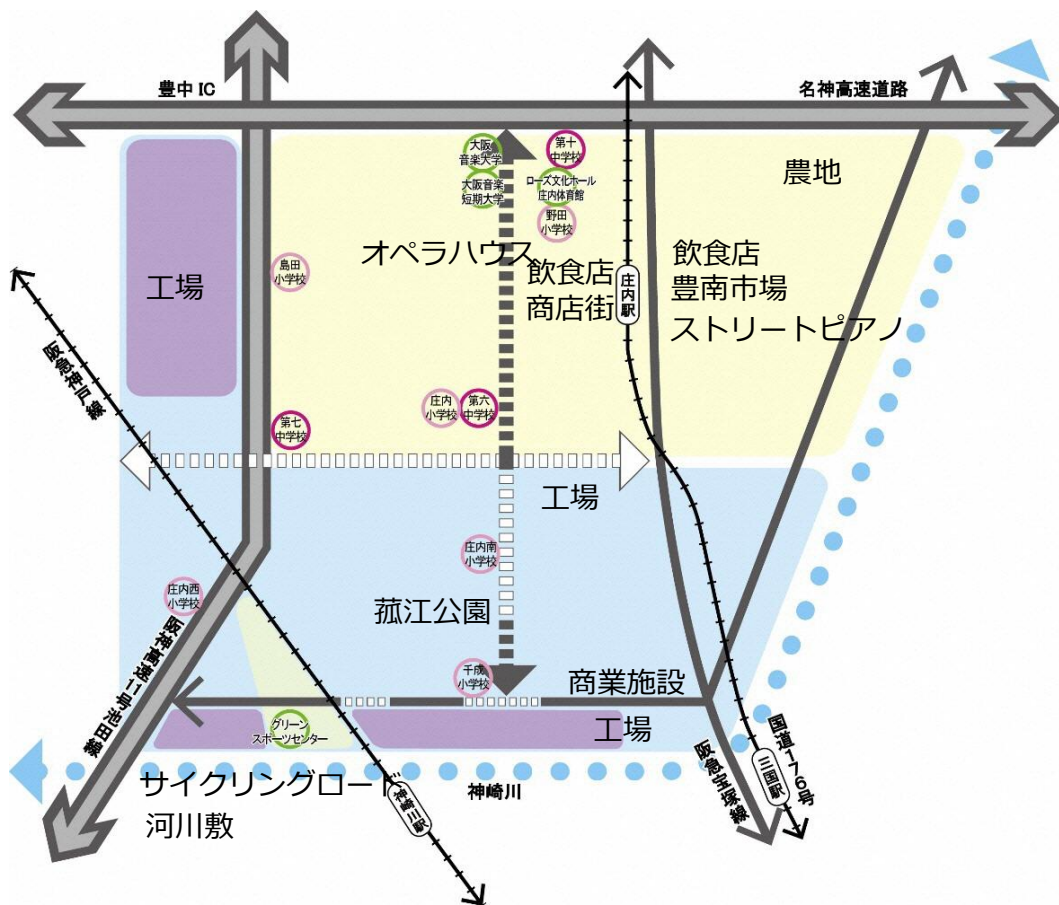 豊中 IC
名神高速道路
大阪
音楽大学
第十
中学校
大阪音楽
短期大学
ローズ文化ホール
庄内体育館
野田
小学校
農地
オペラハウス
島田
小学校
工場
飲食店
商店街
庄内駅
飲食店
豊南市場
ストリートピアノ
阪急神戸線
庄内
小学校
第六
中学校
第七
中学校
工場
庄内南
小学校
庄内西
小学校
菰江公園
阪神高速11号池田線
千成
小学校
商業施設
グリーン
スポーツセンター
工場
国道176号
三国駅
阪急宝塚線
サイクリングロード
河川敷
神崎川
神崎川駅